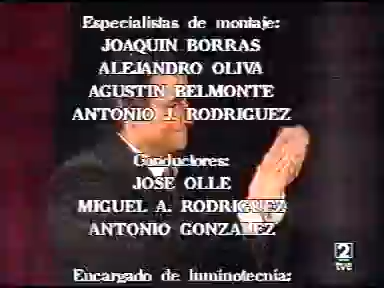 Especialistas de montaje:
JOAQUIN BORRAS
ALEJANDRO OLIVA
AGUSTIN BELMONTE
ANTONIO J. RODRIGUEZ
Conductores:
JOSE OLLE
MIGUEL A. RODRIGUEZ
ANTONIO GONZALEZ
2
tve
Encargado de luminotecnia: